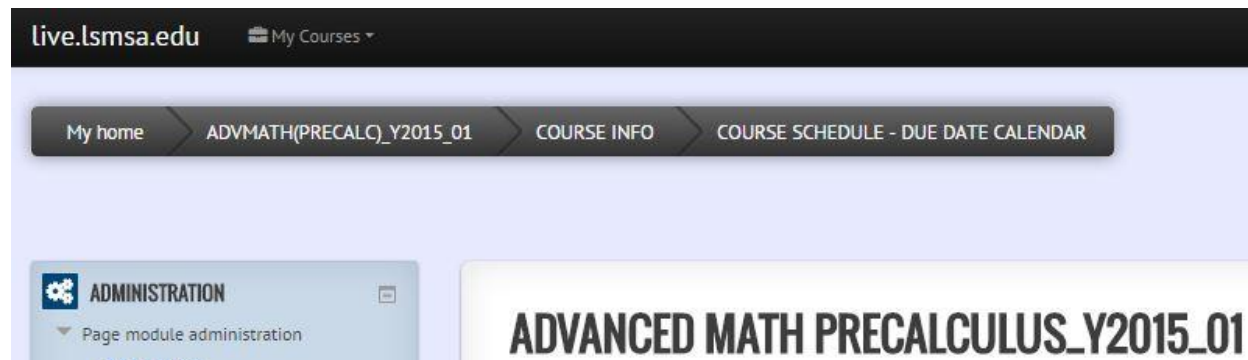 live.lsmsa.edu My Courses
My home ADVMATH(PRECALC)_Y2015_01 COURSE INFO COURSE SCHEDULE - DUE DATE CALENDAR
ADMINISTRATION
Page module administration
ADVANCED MATH PRECALCULUS_Y2015_01